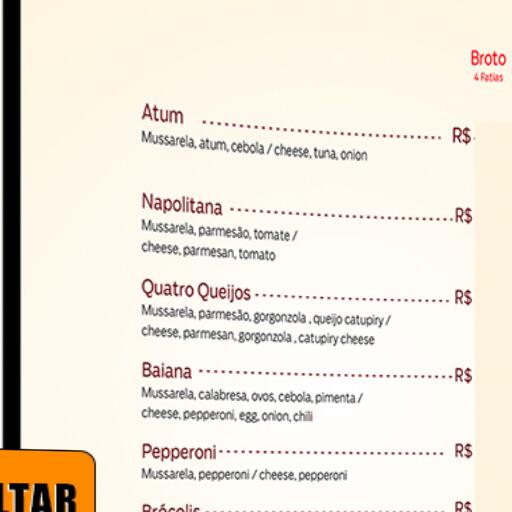 Broto
4 Fatias
Atum R$
Mussarela, atum, cebola / cheese, tuna, onion
Napolitana R$
Mussarela, parmesão, tomate /
cheese, parmesan, tomato
Quatro Queijos R$
Mussarela, parmesão, gorgonzola , queijo catupiry /
cheese, parmesan, gorgonzola , catupiry cheese
Baiana R$
Mussarela, calabresa, ovos, cebola, pimenta /
cheese, pepperoni, egg, onion, chili
Pepperoni R$
Mussarela, pepperoni / cheese, pepperoni
Brócolis R$
LTAR